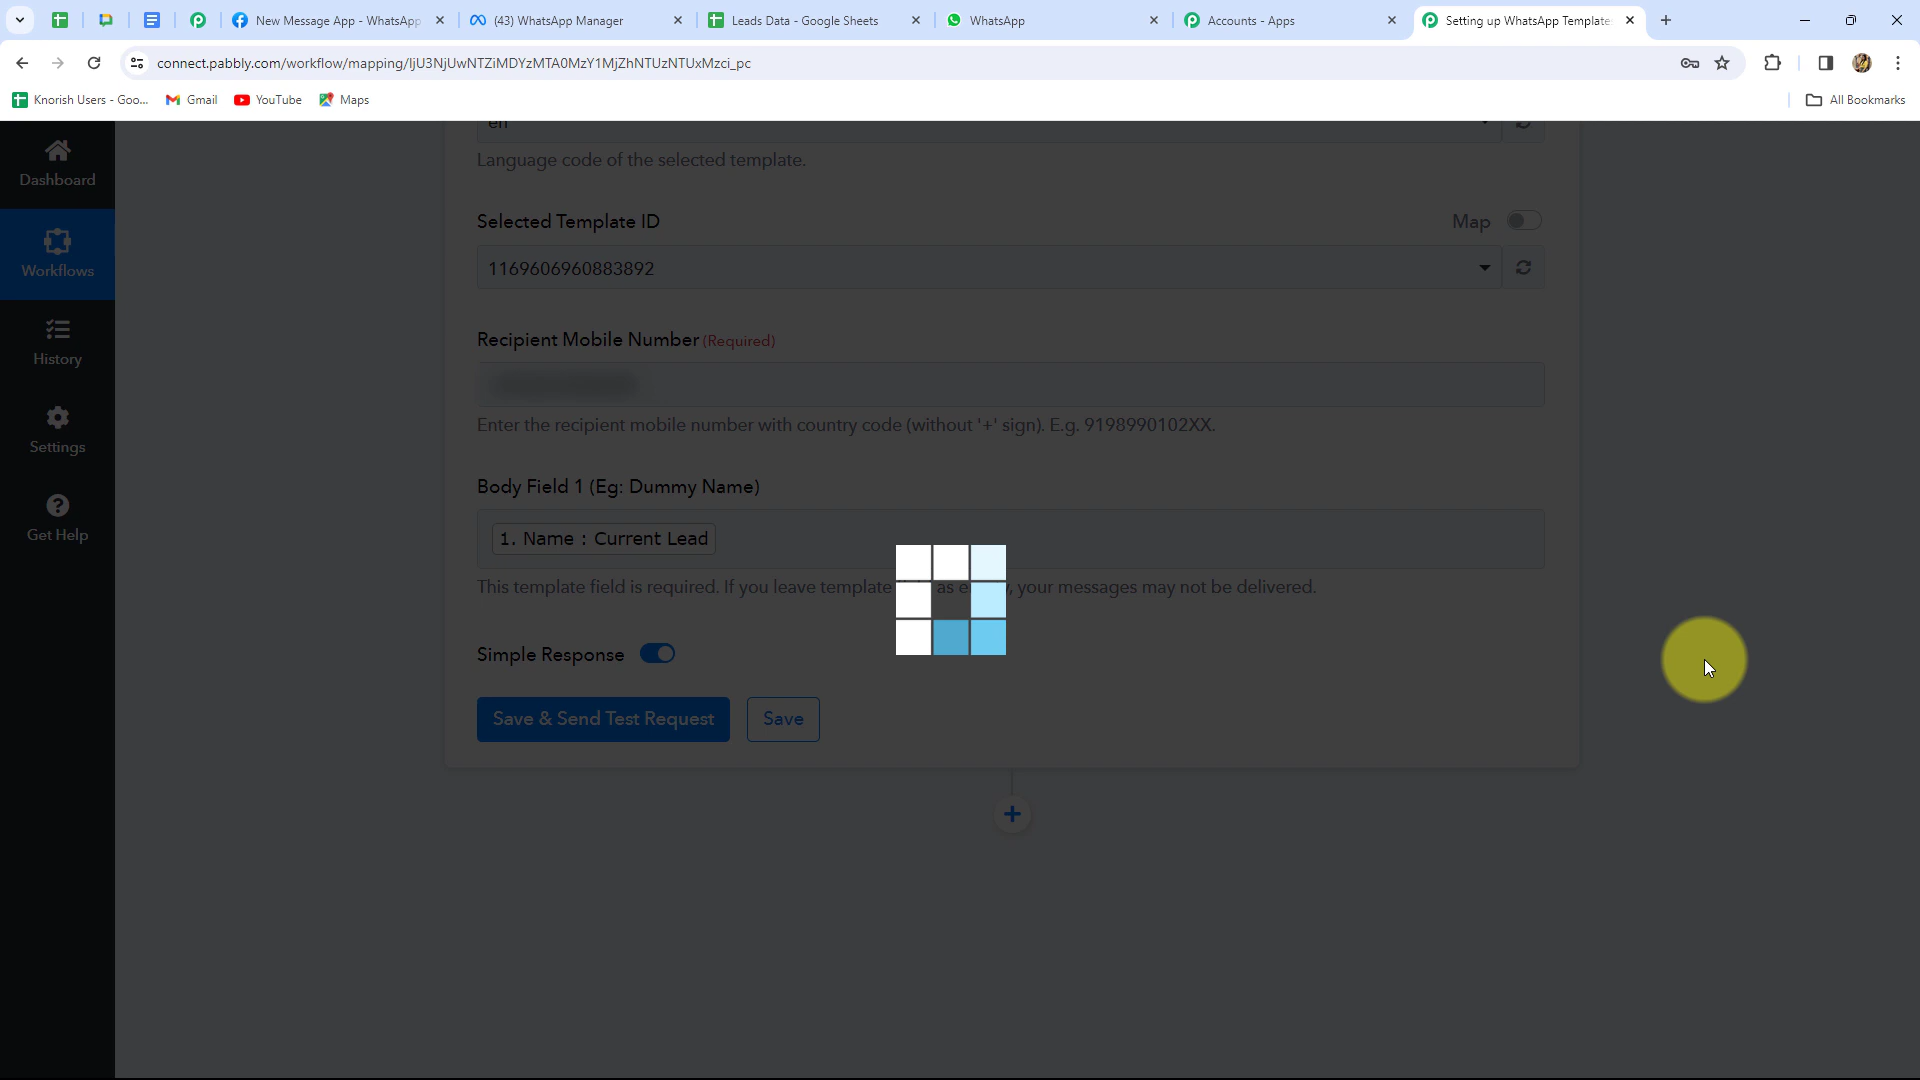 New Message App - WhatsApp
(43) WhatsApp Manager
Leads Data - Google Sheets
WhatsApp
Accounts - Apps
Setting up WhatsApp Template
connect.pabbly.com/workflow/mapping/IjU3NjUwNTZiMDYzMTA0MzY1MjZhNTUzNTUxMzci_pc
Knorish Users - Goo...
Gmail
YouTube
Maps
All Bookmarks
Dashboard
Workflows
History
Settings
Get Help
en
Language code of the selected template.
Selected Template ID
Map
1169606960883892
Recipient Mobile Number (Required)
Enter the recipient mobile number with country code (without '+' sign). E.g. 9198990102XX.
Body Field 1 (Eg: Dummy Name)
1. Name : Current Lead
This template field is required. If you leave template as your messages may not be delivered.
Simple Response
Save & Send Test Request
Save